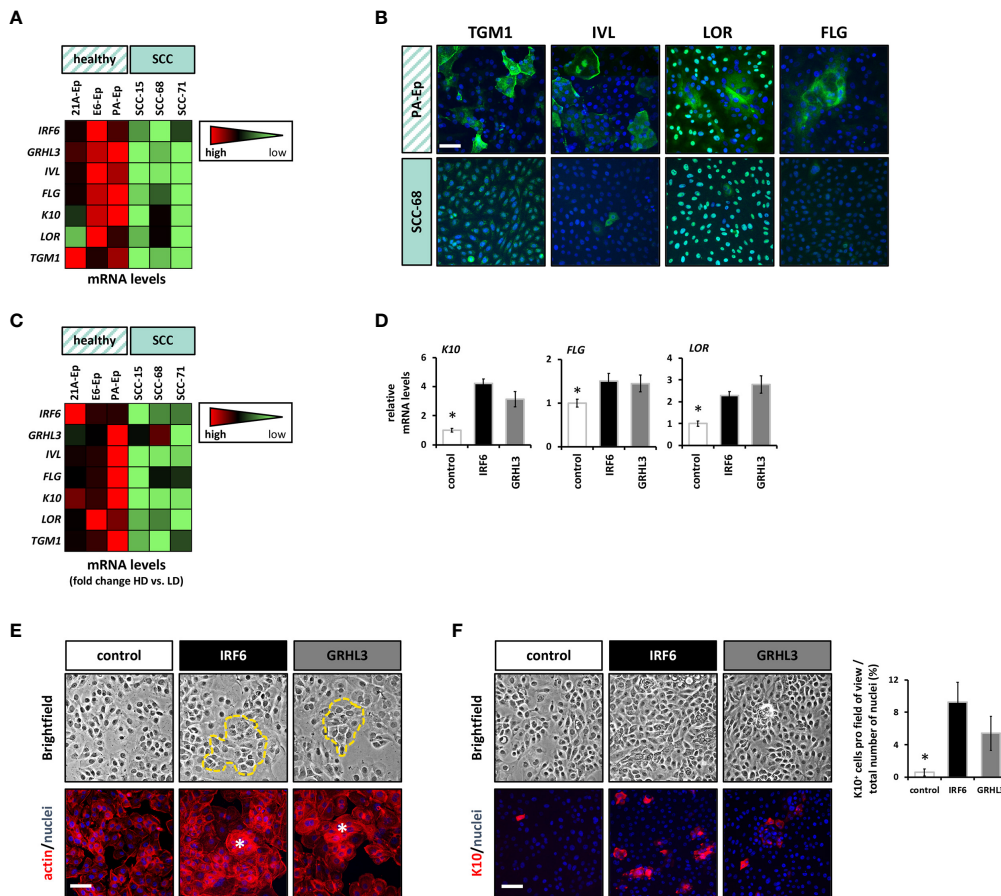 A
healthy SCC
21A-Ep E6-Ep PA-Ep SCC-15 SCC-68 SCC-71
IRF6
GRHL3
IVL
FLG
K10
LOR
TGM1
high low
mRNA levels
B
TGM1 IVL LOR FLG
PA-Ep
SCC-68
C
healthy SCC
21A-Ep E6-Ep PA-Ep SCC-15 SCC-68 SCC-71
IRF6
GRHL3
IVL
FLG
K10
LOR
TGM1
high low
mRNA levels
(fold change HD vs. LD)
D
relative
mRNA levels
K10
6
4
2
0
*
control IRF6 GRHL3
FLG
2
1
0
*
control IRF6 GRHL3
LOR
4
3
2
1
0
*
control IRF6 GRHL3
E
control IRF6 GRHL3
Brightfield
actin/nuclei
* *
F
control IRF6 GRHL3
Brightfield
K10/nuclei
K10⁺ cells pro field of view /
total number of nuclei (%)
12
8
4
0
*
control IRF6 GRHL3